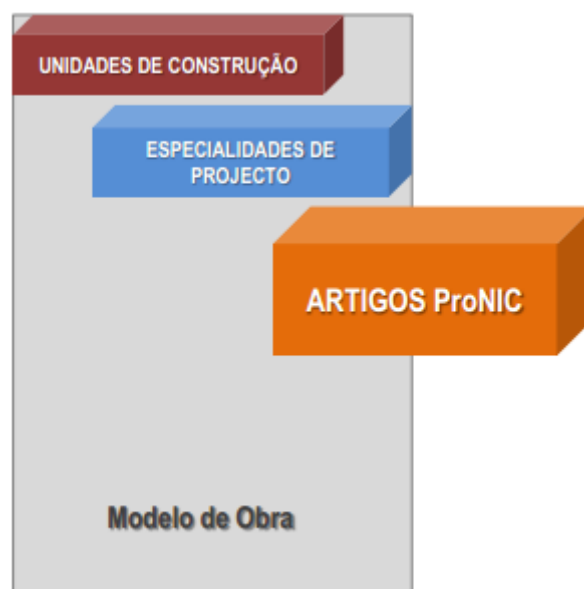 UNIDADES DE CONSTRUÇÃO
ESPECIALIDADES DE
PROJECTO
ARTIGOS ProNIC
Modelo de Obra